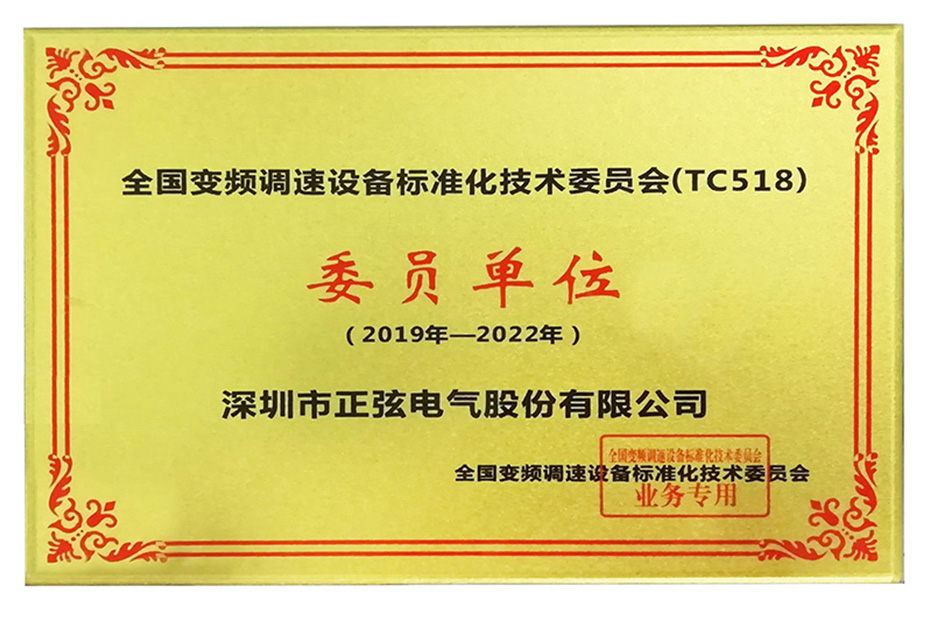 全国变频调速设备标准化技术委员会(TC518)
委员单位
(2019年—2022年)
深圳市正弦电气股份有限公司
全国变频调速设备标准化技术委员会
全国变频调速设备标准化技术委员会
业务专用